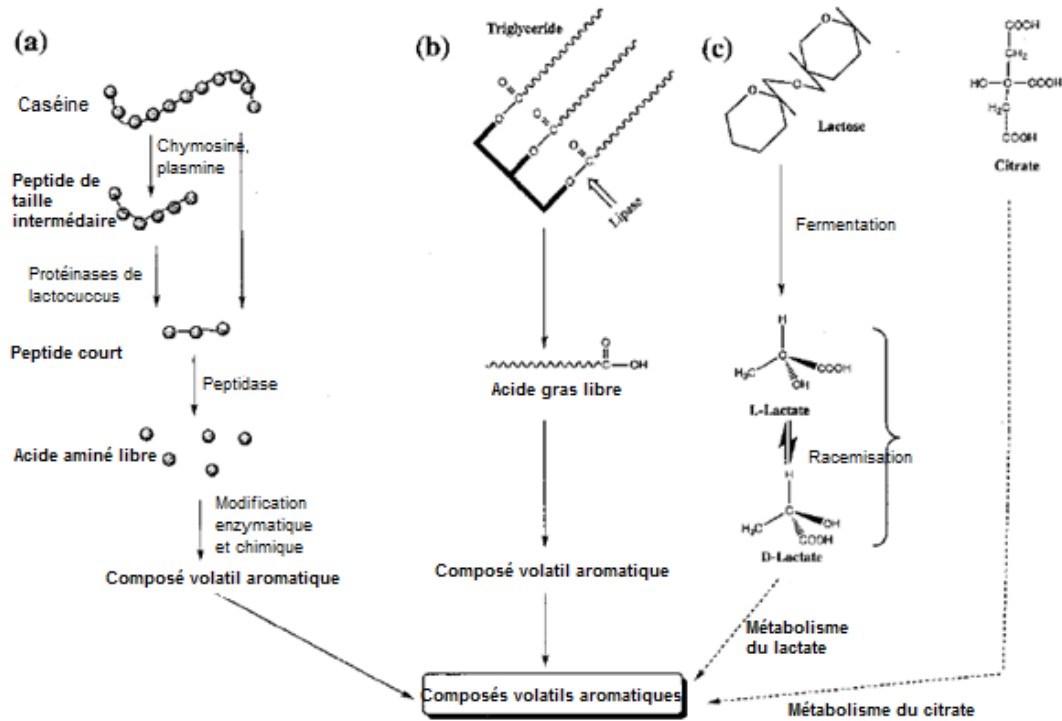 (a)
Caséine
Chymosine,
plasmine
Peptide de
taille
intermédaire
Protéinases de
lactocuccus
Peptide court
Peptidase
Acide aminé libre
Modification
enzymatique
et chimique
Composé volatil aromatique
(b)
Triglyceride
O
O
O
O
O
O
Lipase
O
OH
Acide gras libre
Composé volatil aromatique
(c)
O
O
O
Lactose
Fermentation
H
C
H₃C
COOH
OH
L-Lactate
Racemisation
H
C
H₃C
OH
COOH
D-Lactate
Métabolisme
du lactate
COOH
CH₂
HO
C
COOH
H₂C
COOH
Citrate
Métabolisme du citrate
Composés volatils aromatiques